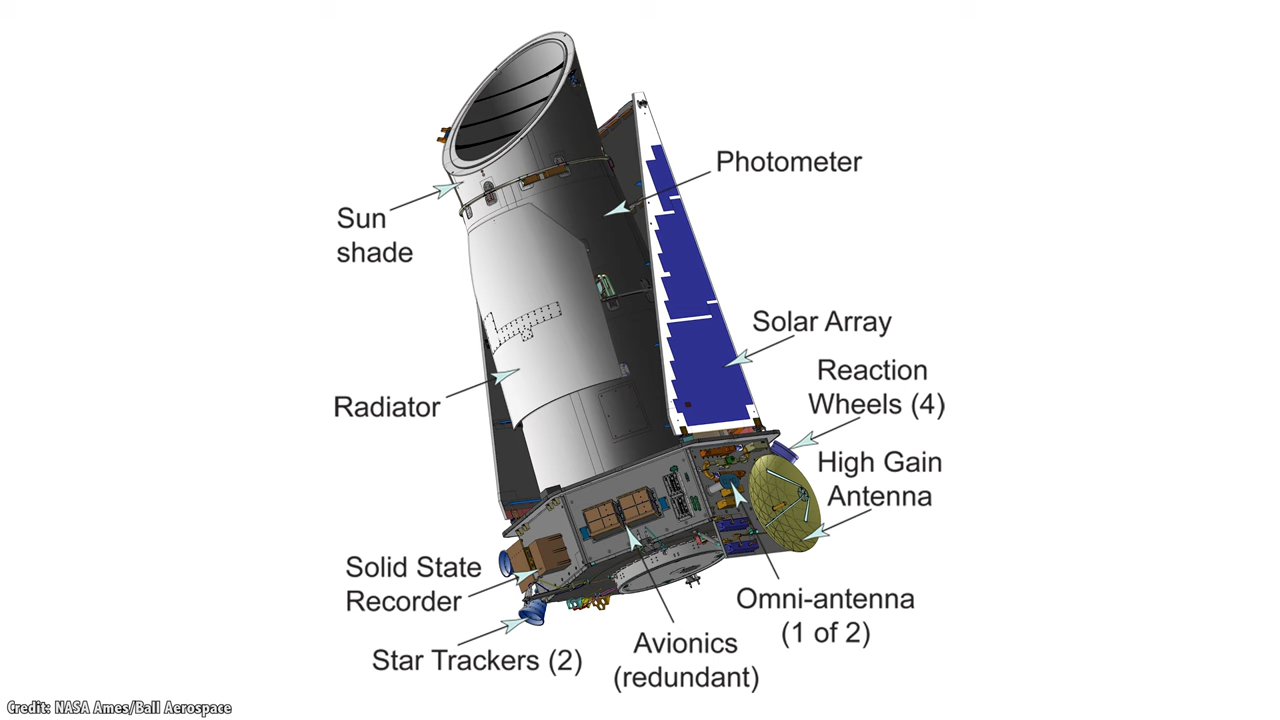 Photometer
Sun
shade
Solar Array
Reaction
Wheels (4)
Radiator
High Gain
Antenna
Solid State
Recorder
Omni-antenna
(1 of 2)
Avionics
(redundant)
Star Trackers (2)
Credit: NASA Ames/Ball Aerospace